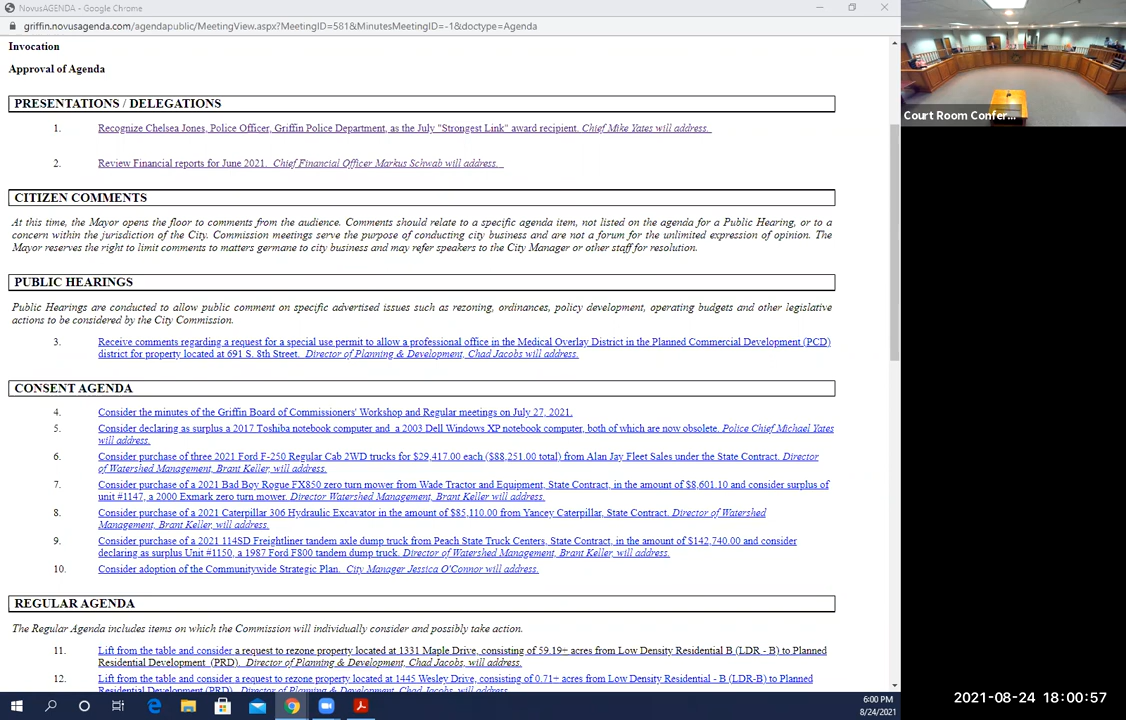 NovusAGENDA - Google Chrome
griffin.novusagenda.com/agendapublic/MeetingView.aspx?MeetingID=581&MinutesMeetingID=-1&doctype=Agenda
Invocation
Approval of Agenda
PRESENTATIONS / DELEGATIONS
1. Recognize Chelsea Jones, Police Officer, Griffin Police Department, as the July "Strongest Link" award recipient. Chief Mike Yates will address.
2. Review Financial reports for June 2021. Chief Financial Officer Markus Schwab will address.
CITIZEN COMMENTS
At this time, the Mayor opens the floor to comments from the audience. Comments should relate to a specific agenda item, not listed on the agenda for a Public Hearing, or to a
concern within the jurisdiction of the City. Commission meetings serve the purpose of conducting city business and are not a forum for the unlimited expression of opinion. The
Mayor reserves the right to limit comments to matters germane to city business and may refer speakers to the City Manager or other staff for resolution.
PUBLIC HEARINGS
Public Hearings are conducted to allow public comment on specific advertised issues such as rezoning, ordinances, policy development, operating budgets and other legislative
actions to be considered by the City Commission.
3. Receive comments regarding a request for a special use permit to allow a professional office in the Medical Overlay District in the Planned Commercial Development (PCD)
district for property located at 691 S. 8th Street. Director of Planning & Development, Chad Jacobs will address.
CONSENT AGENDA
4. Consider the minutes of the Griffin Board of Commissioners' Workshop and Regular meetings on July 27, 2021.
5. Consider declaring as surplus a 2017 Toshiba notebook computer and a 2003 Dell Windows XP notebook computer, both of which are now obsolete. Police Chief Michael Yates
will address.
6. Consider purchase of three 2021 Ford F-250 Regular Cab 2WD trucks for $29,417.00 each ($88,251.00 total) from Alan Jay Fleet Sales under the State Contract. Director
of Watershed Management, Brant Keller, will address.
7. Consider purchase of a 2021 Bad Boy Rogue FX850 zero turn mower from Wade Tractor and Equipment, State Contract, in the amount of $8,601.10 and consider surplus of
unit #1147, a 2000 Exmark zero turn mower. Director Watershed Management, Brant Keller will address.
8. Consider purchase of a 2021 Caterpillar 306 Hydraulic Excavator in the amount of $85,110.00 from Yancey Caterpillar, State Contract. Director of Watershed
Management, Brant Keller, will address.
9. Consider purchase of a 2021 114SD Freightliner tandem axle dump truck from Peach State Truck Centers, State Contract, in the amount of $142,740.00 and consider
declaring as surplus Unit #1150, a 1987 Ford F800 tandem dump truck. Director of Watershed Management, Brant Keller will address.
10. Consider adoption of the Communitywide Strategic Plan. City Manager Jessica O'Connor will address.
REGULAR AGENDA
The Regular Agenda includes items on which the Commission will individually consider and possibly take action.
11. Lift from the table and consider a request to rezone property located at 1331 Maple Drive, consisting of 59.19+ acres from Low Density Residential B (LDR - B) to Planned
Residential Development (PRD). Director of Planning & Development, Chad Jacobs, will address.
12. Lift from the table and consider a request to rezone property located at 1445 Wesley Drive, consisting of 0.71+ acres from Low Density Residential - B (LDR-B) to Planned
Residential Development (PRD). Director of Planning & Development, Chad Jacobs, will address.
Court Room Confer...
6:00 PM
8/24/2021
2021-08-24 18:00:57